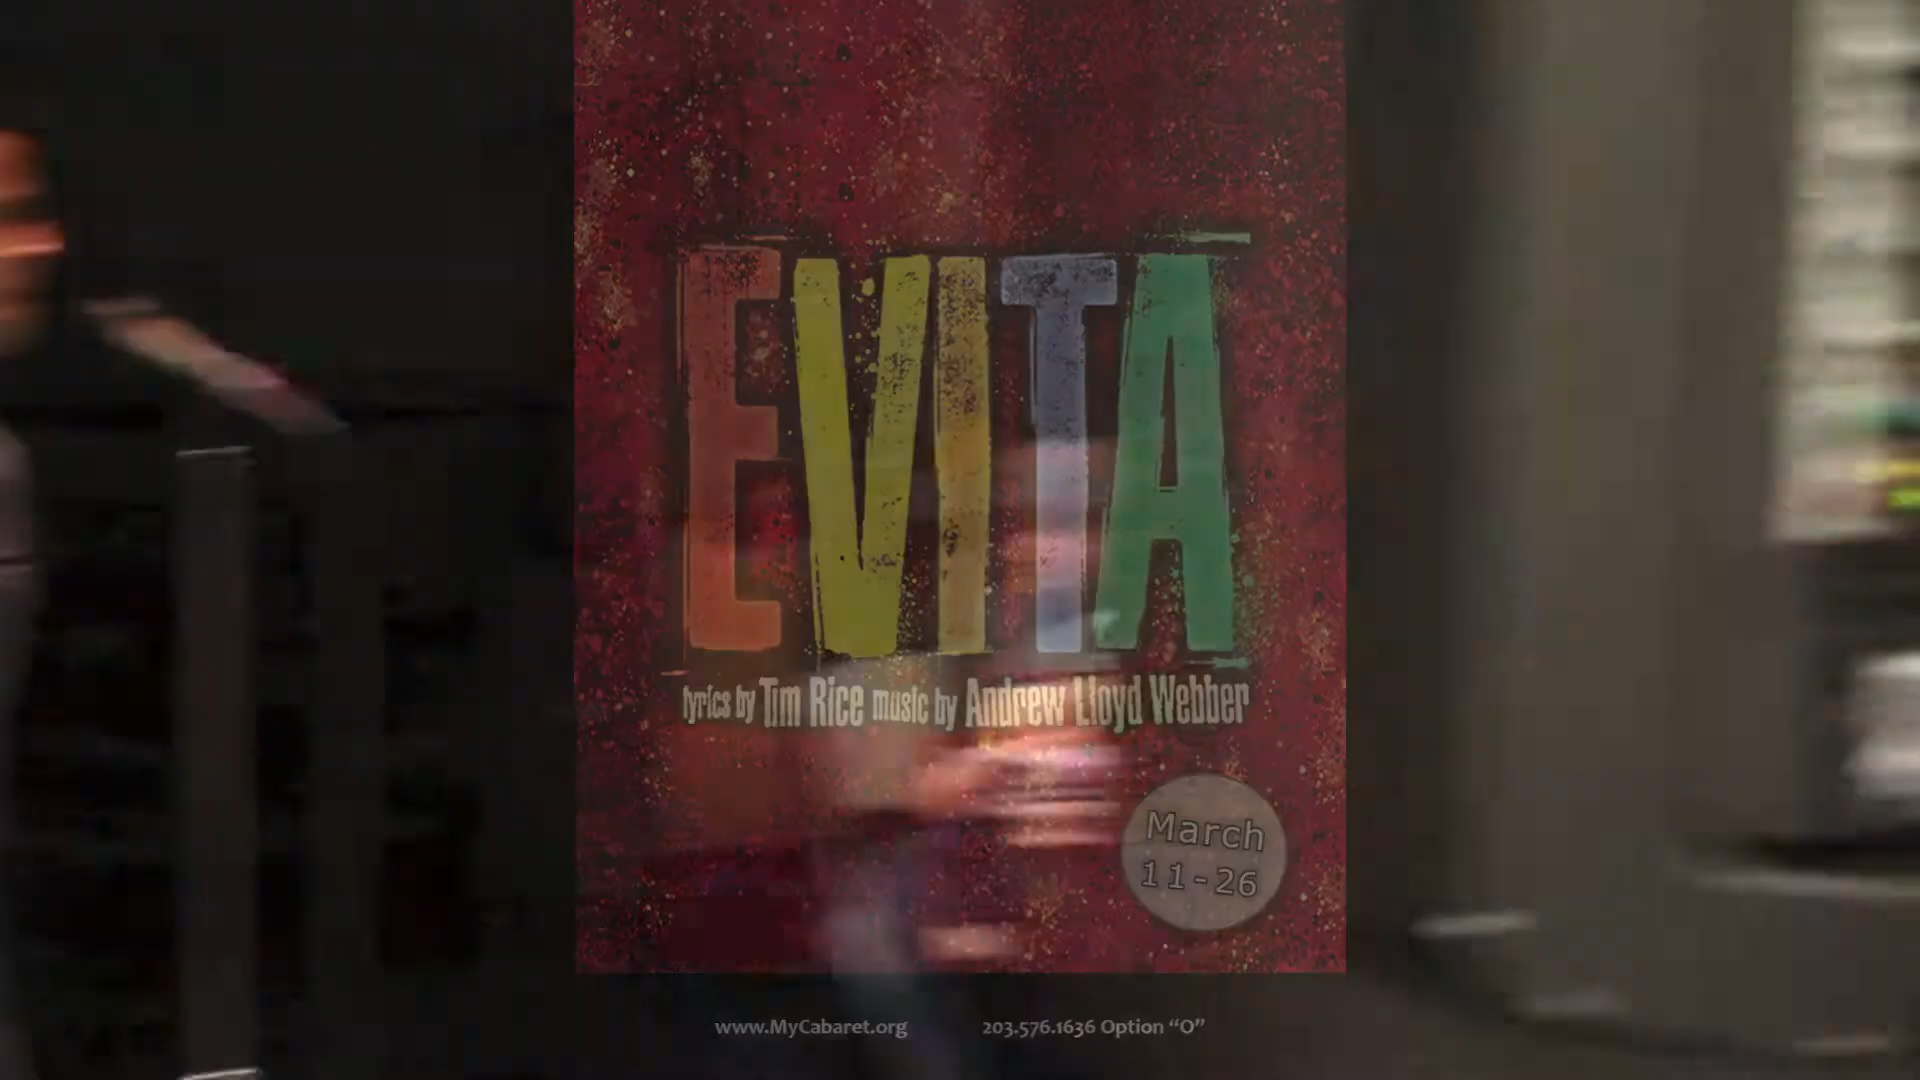 EVITA
lyrics by Tim Rice music by Andrew Lloyd Webber
March
11-26
www.MyCabaret.org 203.576.1636 Option “O”